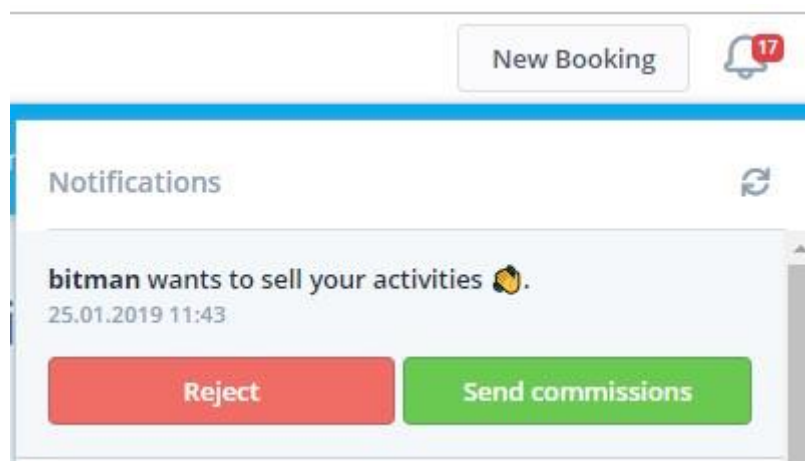 New Booking
17
Notifications
bitman wants to sell your activities 👏.
25.01.2019 11:43
Reject
Send commissions